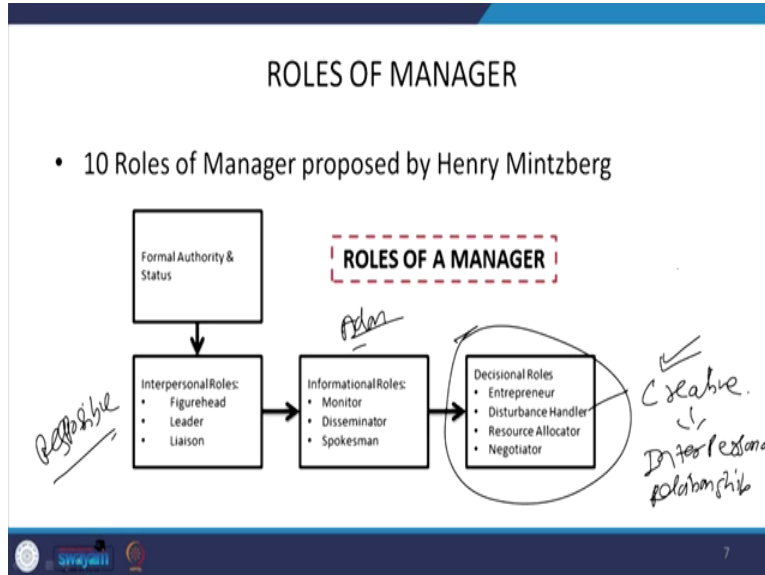 ROLES OF MANAGER
• 10 Roles of Manager proposed by Henry Mintzberg
Formal Authority &
Status
ROLES OF A MANAGER
Interpersonal Roles:
• Figurehead
• Leader
• Liaison
Informational Roles:
• Monitor
• Disseminator
• Spokesman
Decisional Roles
• Entrepreneur
• Disturbance Handler
• Resource Allocator
• Negotiator
Creative.
Interpersona
relationship
swayam
7